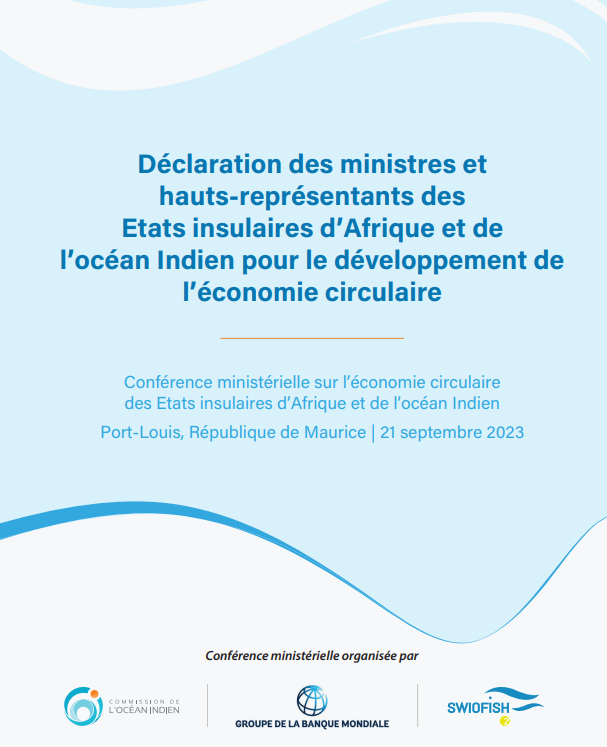 Déclaration des ministres et
hauts-représentants des
Etats insulaires d’Afrique et de
l’océan Indien pour le développement de
l’économie circulaire
Conférence ministérielle sur l’économie circulaire
des Etats insulaires d’Afrique et de l’océan Indien
Port-Louis, République de Maurice | 21 septembre 2023
Conférence ministérielle organisée par
COMMISSION DE
L’OCÉAN INDIEN
GROUPE DE LA BANQUE MONDIALE
SWIOFISH
2